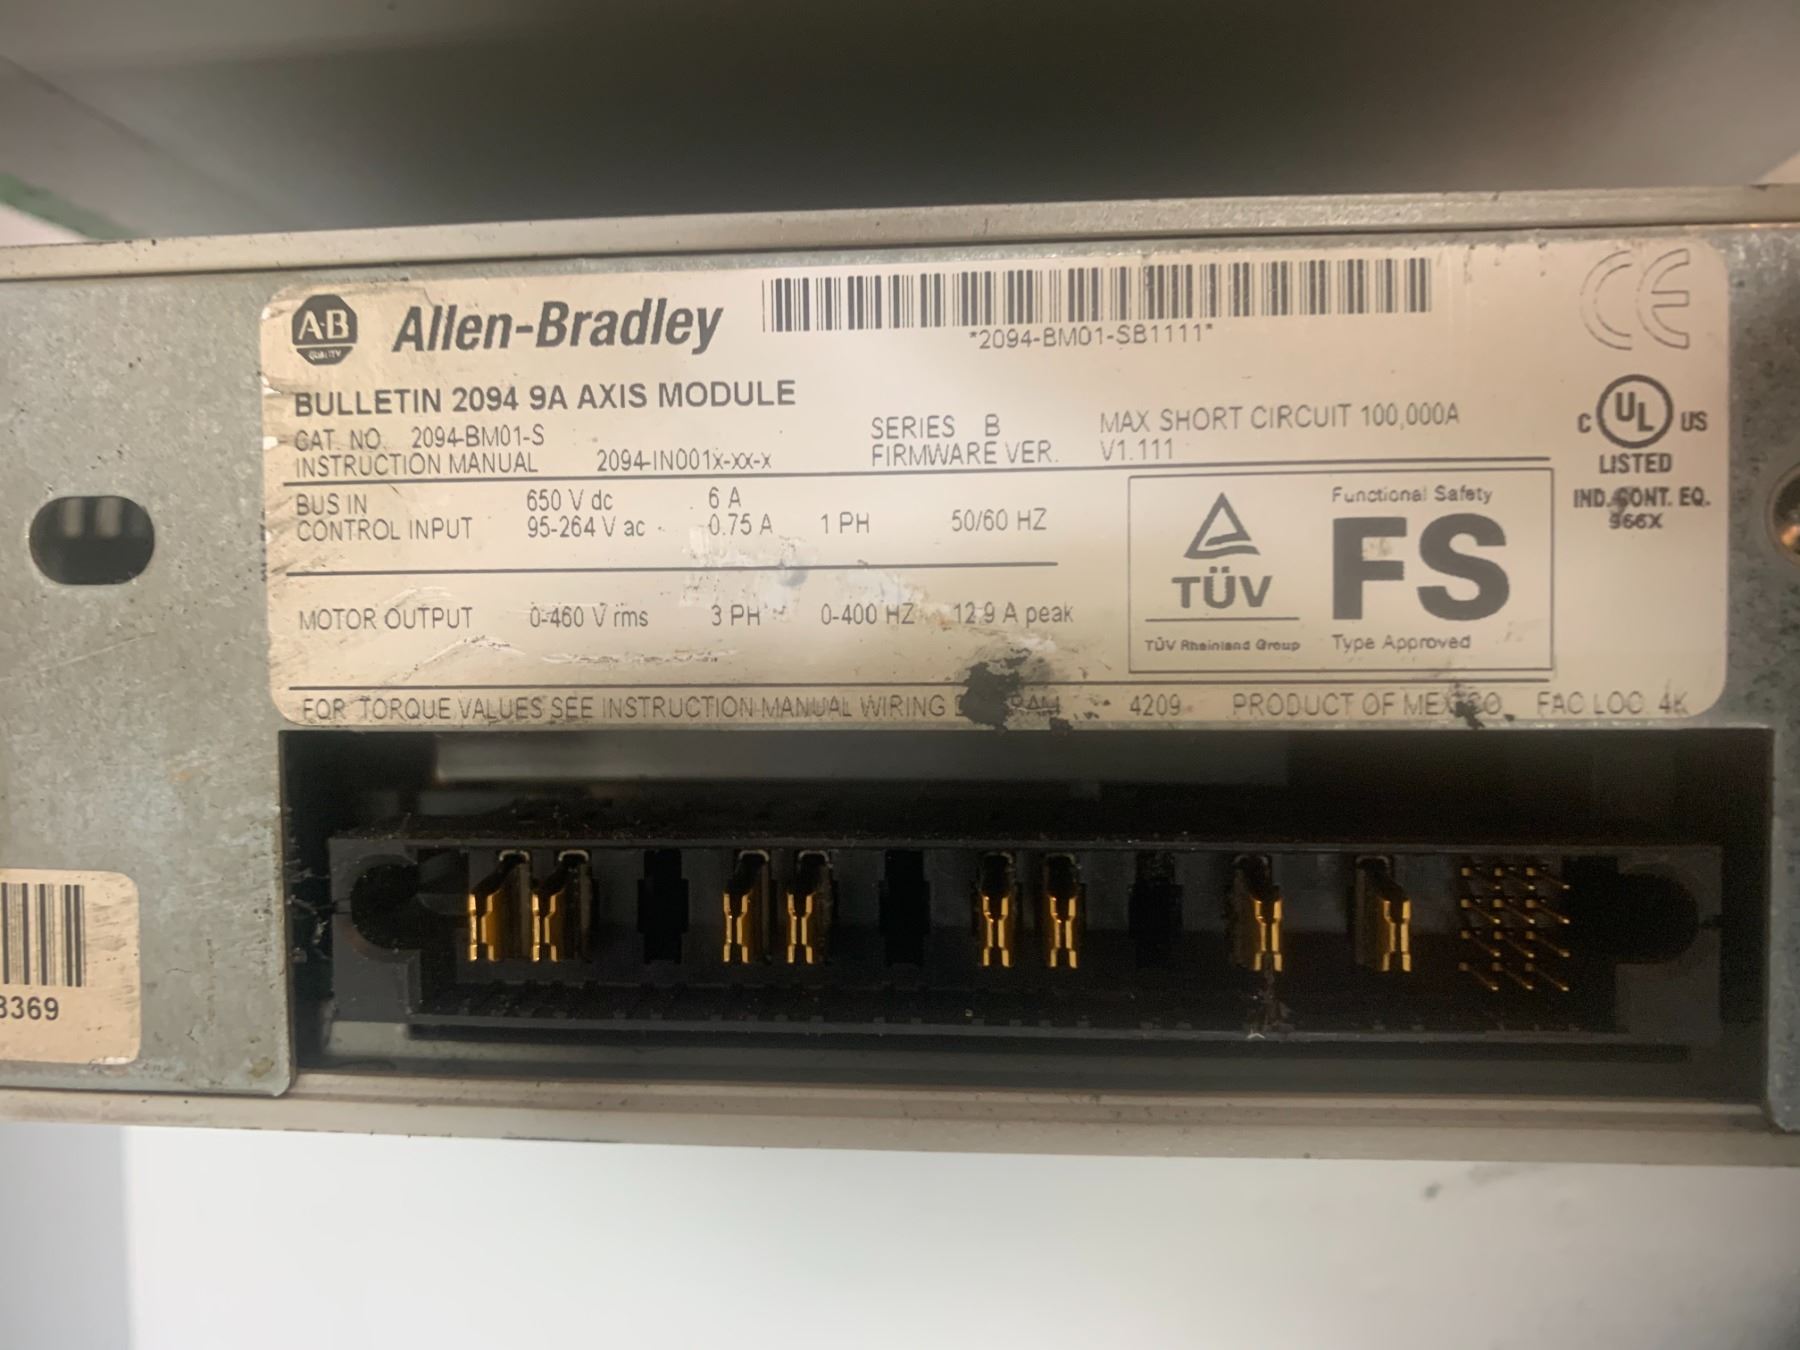 A-B
QUALITY
Allen-Bradley
*2094-BM01-SB1111*
CE
BULLETIN 2094 9A AXIS MODULE
CAT. NO. 2094-BM01-S
INSTRUCTION MANUAL 2094-IN001X-XX-X
SERIES B
FIRMWARE VER. V1.111
MAX SHORT CIRCUIT 100,000A
C UL US
LISTED
IND. CONT. EQ.
966X
BUS IN 650 V dc 6 A
CONTROL INPUT 95-264 V ac 0.75 A 1 PH 50/60 HZ
MOTOR OUTPUT 0-460 V rms 3 PH 0-400 HZ 12.9 A peak
TÜV
TÜV Rheinland Group
Functional Safety
FS
Type Approved
FOR TORQUE VALUES SEE INSTRUCTION MANUAL WIRING 4209 PRODUCT OF MEXICO FAC LOC. 4K
3369